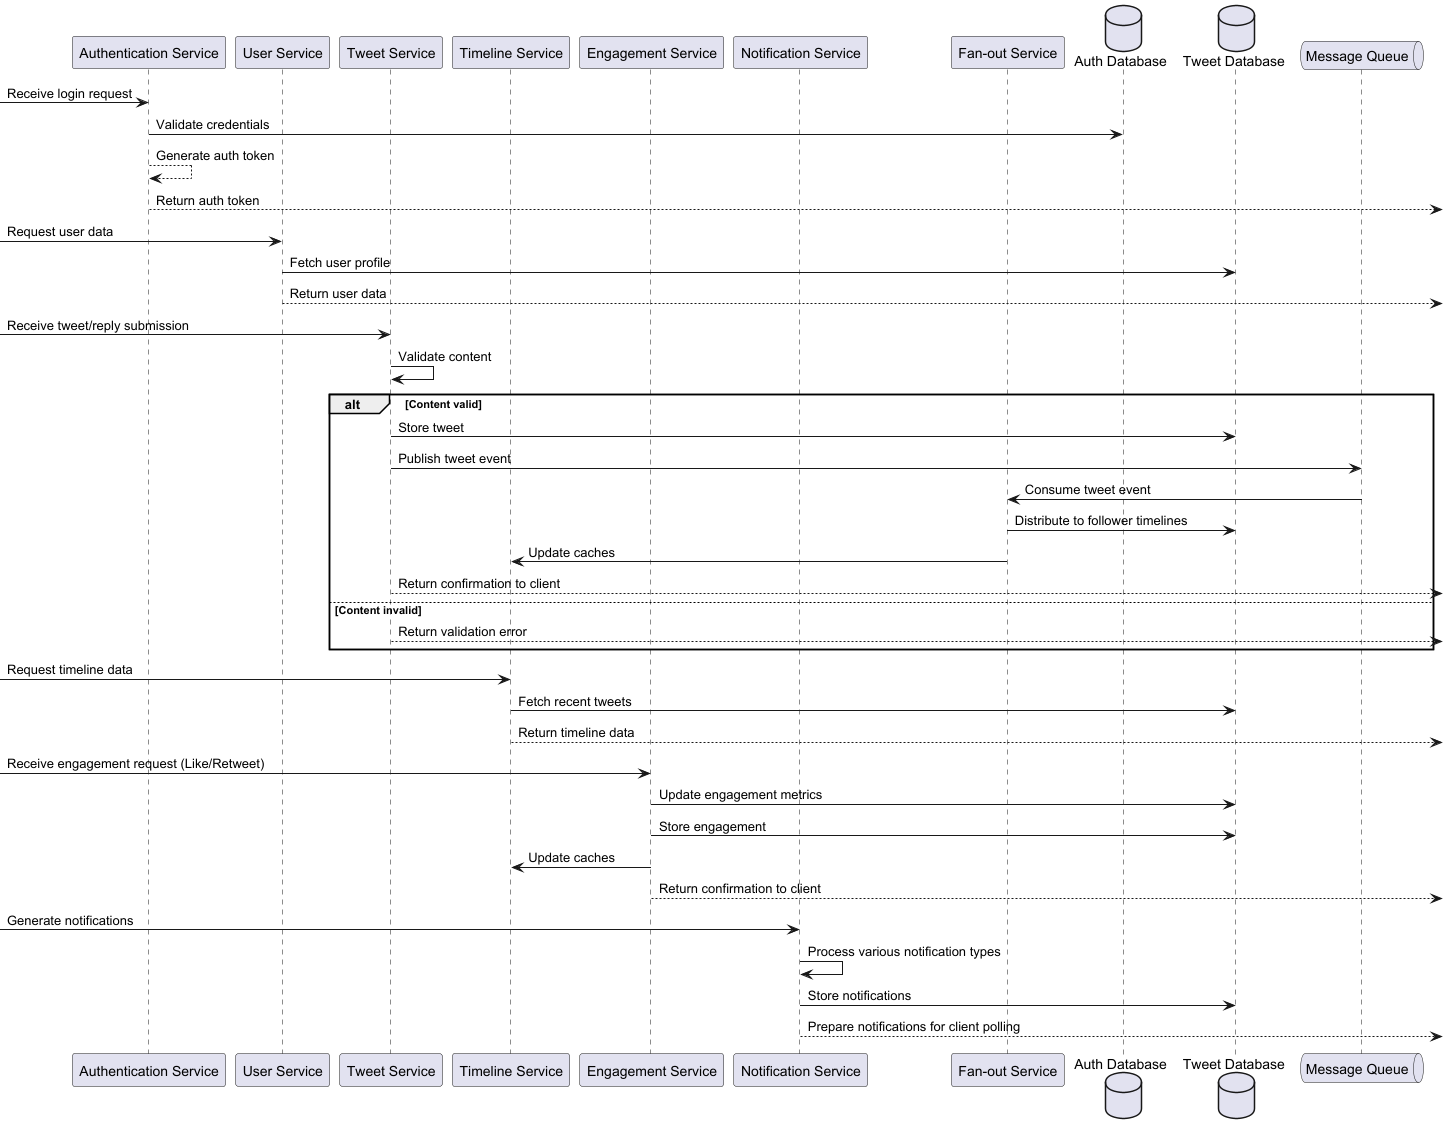 Authentication Service
User Service
Tweet Service
Timeline Service
Engagement Service
Notification Service
Fan-out Service
Auth Database
Tweet Database
Message Queue
Receive login request
Validate credentials
Generate auth token
Return auth token
Request user data
Fetch user profile
Return user data
Receive tweet/reply submission
Validate content
alt
[Content valid]
Store tweet
Publish tweet event
Consume tweet event
Distribute to follower timelines
Update caches
Return confirmation to client
[Content invalid]
Return validation error
Request timeline data
Fetch recent tweets
Return timeline data
Receive engagement request (Like/Retweet)
Update engagement metrics
Store engagement
Update caches
Return confirmation to client
Generate notifications
Process various notification types
Store notifications
Prepare notifications for client polling
Authentication Service
User Service
Tweet Service
Timeline Service
Engagement Service
Notification Service
Fan-out Service
Auth Database
Tweet Database
Message Queue